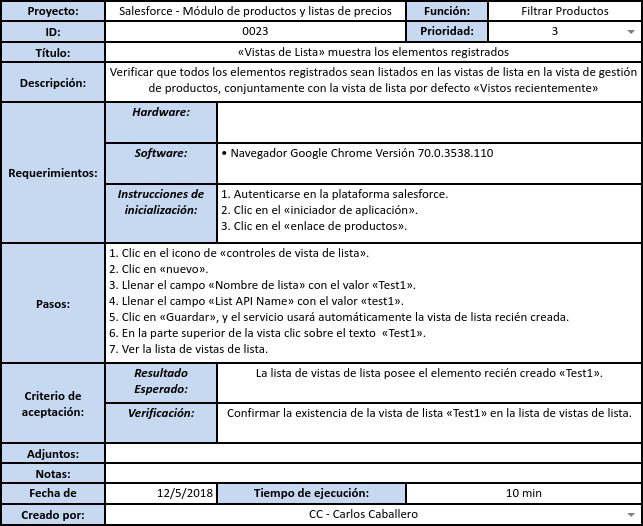 Proyecto: Salesforce - Módulo de productos y listas de precios Función: Filtrar Productos
ID: 0023 Prioridad: 3
Título: «Vistas de Lista» muestra los elementos registrados
Descripción: Verificar que todos los elementos registrados sean listados en las vistas de lista en la vista de gestión
de productos, conjuntamente con la vista de lista por defecto «Vistos recientemente»
Requerimientos:
Hardware:
Software: • Navegador Google Chrome Versión 70.0.3538.110
Instrucciones de
inicialización:
1. Autenticarse en la plataforma salesforce.
2. Clic en el «iniciador de aplicación».
3. Clic en el «enlace de productos».
Pasos:
1. Clic en el icono de «controles de vista de lista».
2. Clic en «nuevo».
3. Llenar el campo «Nombre de lista» con el valor «Test1».
4. Llenar el campo «List API Name» con el valor «test1».
5. Clic en «Guardar», y el servicio usará automáticamente la vista de lista recién creada.
6. En la parte superior de la vista clic sobre el texto «Test1».
7. Ver la lista de vistas de lista.
Criterio de
aceptación:
Resultado
Esperado:
La lista de vistas de lista posee el elemento recién creado «Test1».
Verificación: Confirmar la existencia de la vista de lista «Test1» en la lista de vistas de lista.
Adjuntos:
Notas:
Fecha de 12/5/2018 Tiempo de ejecución: 10 min
Creado por: CC - Carlos Caballero